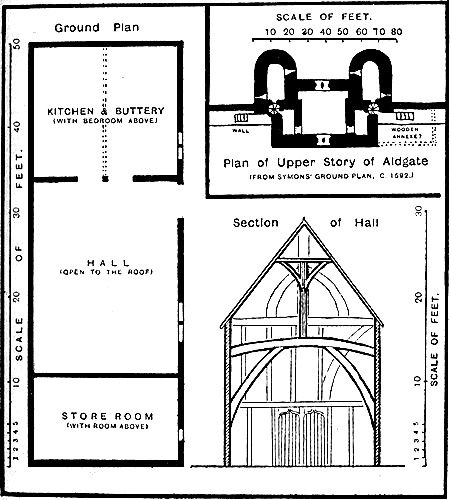 Ground Plan
KITCHEN & BUTTERY
(WITH BEDROOM ABOVE)
HALL
(OPEN TO THE ROOF)
STORE ROOM
(WITH ROOM ABOVE)
SCALE OF FEET.
50
40
30
20
10
5
4
3
2
1
SCALE OF FEET.
10 20 30 40 50 60 70 80
WALL
WOODEN
ANNEXE?
Plan of Upper Story of Aldgate
(FROM SYMONS' GROUND PLAN, C. 1592.)
Section of Hall
SCALE OF FEET.
30
20
10
5
4
3
2
1